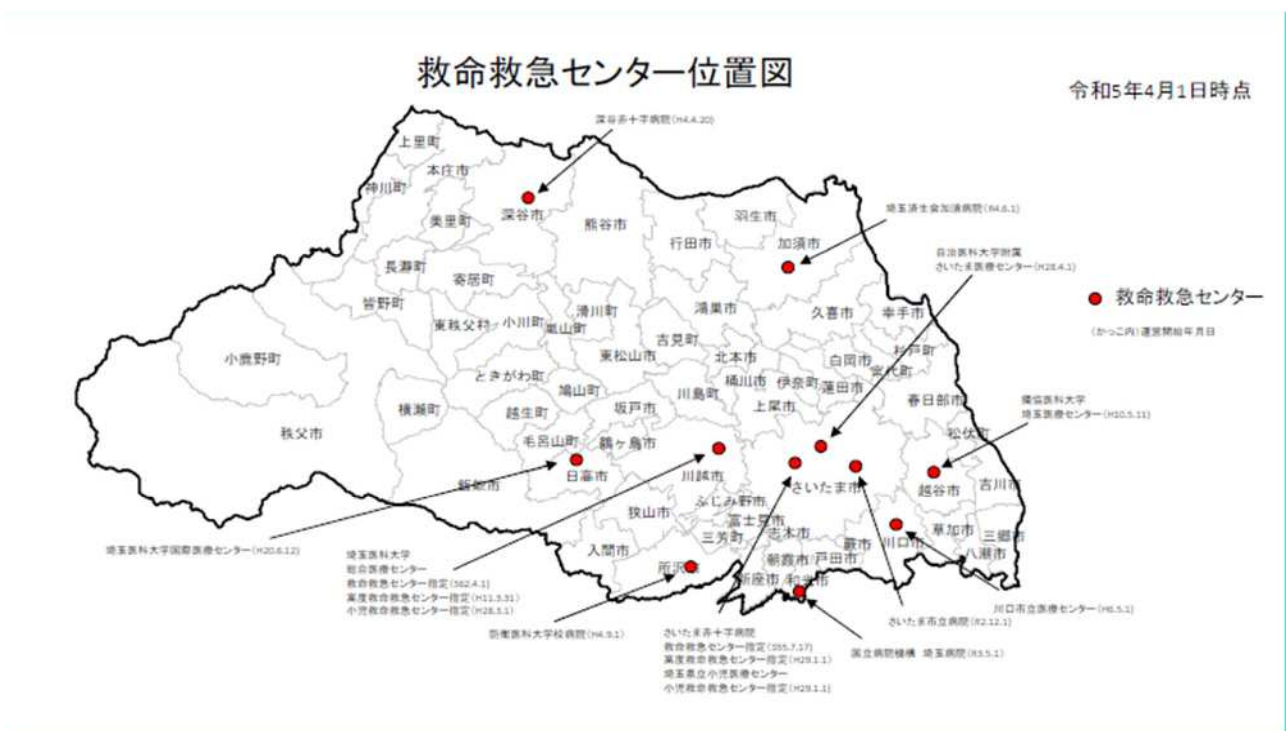 救命救急センター位置図
令和5年4月1日時点
深谷赤十字病院(H4.4.20)
上里町
本庄市
神川町
美里町
深谷市
熊谷市
羽生市
埼玉済生会加須病院(R4.6.1)
行田市
加須市
自治医科大学附属
さいたま医療センター(H28.4.1)
長瀞町
寄居町
皆野町
救命救急センター
(かっこ内)運営開始年月日
東秩父村
小川町
嵐山町
滑川町
鴻巣市
久喜市
幸手市
吉見町
小鹿野町
東松山市
北本市
白岡市
杉戸町
宮代町
ときがわ町
鳩山町
川島町
桶川市
伊奈町
蓮田市
横瀬町
越生町
坂戸市
上尾市
春日部市
獨協医科大学
埼玉医療センター(H10.5.11)
秩父市
毛呂山町
鶴ヶ島市
松伏町
飯能市
日高市
川越市
さいたま市
越谷市
吉川市
ふじみ野市
狭山市
富士見市
三芳町
志木市
蕨市
川口市
草加市
三郷市
入間市
所沢市
朝霞市
戸田市
八潮市
新座市
和光市
埼玉医科大学国際医療センター(H20.6.12)
埼玉医科大学
総合医療センター
救命救急センター指定(S62.4.1)
高度救命救急センター指定(H11.3.31)
小児救命救急センター指定(H28.3.1)
防衛医科大学校病院(H4.9.1)
さいたま赤十字病院
救命救急センター指定(S55.7.17)
高度救命救急センター指定(H29.1.1)
埼玉県立小児医療センター
小児救命救急センター指定(H29.1.1)
国立病院機構 埼玉病院(R3.5.1)
さいたま市立病院(R2.12.1)
川口市立医療センター(H6.5.1)